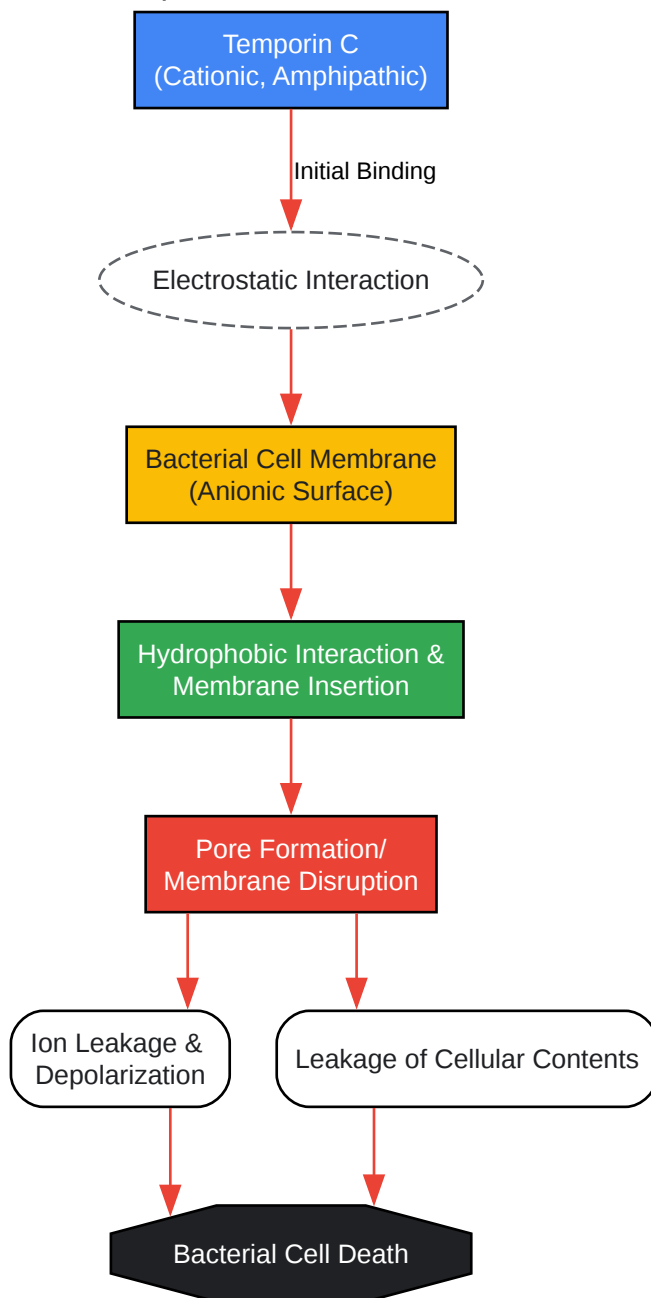 Temporin C
(Cationic, Amphipathic)
Initial Binding
Electrostatic Interaction
Bacterial Cell Membrane
(Anionic Surface)
Hydrophobic Interaction &
Membrane Insertion
Pore Formation/
Membrane Disruption
Ion Leakage &
Depolarization
Leakage of Cellular Contents
Bacterial Cell Death